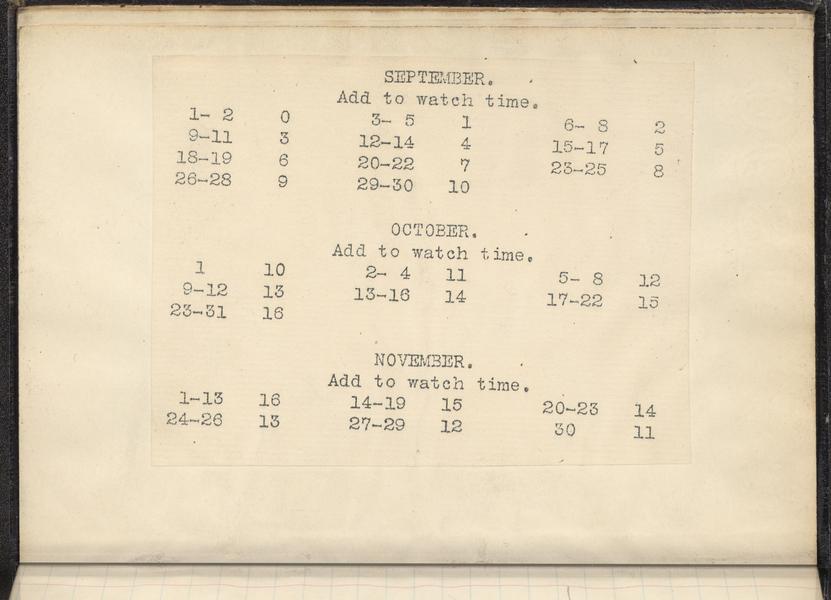 SEPTEMBER.
Add to watch time.
1- 2 0 3- 5 1 6- 8 2
9-11 3 12-14 4 15-17 5
18-19 6 20-22 7 23-25 8
26-28 9 29-30 10
OCTOBER.
Add to watch time.
1 10 2- 4 11 5- 8 12
9-12 13 13-16 14 17-22 15
23-31 16
NOVEMBER.
Add to watch time.
1-13 16 14-19 15 20-23 14
24-26 13 27-29 12 30 11